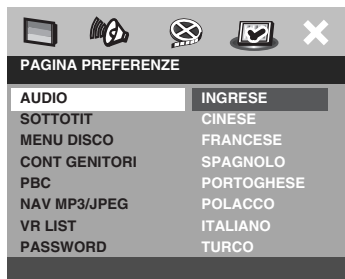 PAGINA PREFERENZE
AUDIO INGRESE
SOTTOTIT CINESE
MENU DISCO FRANCESE
CONT GENITORI SPAGNOLO
PBC PORTOGHESE
NAV MP3/JPEG POLACCO
VR LIST ITALIANO
PASSWORD TURCO